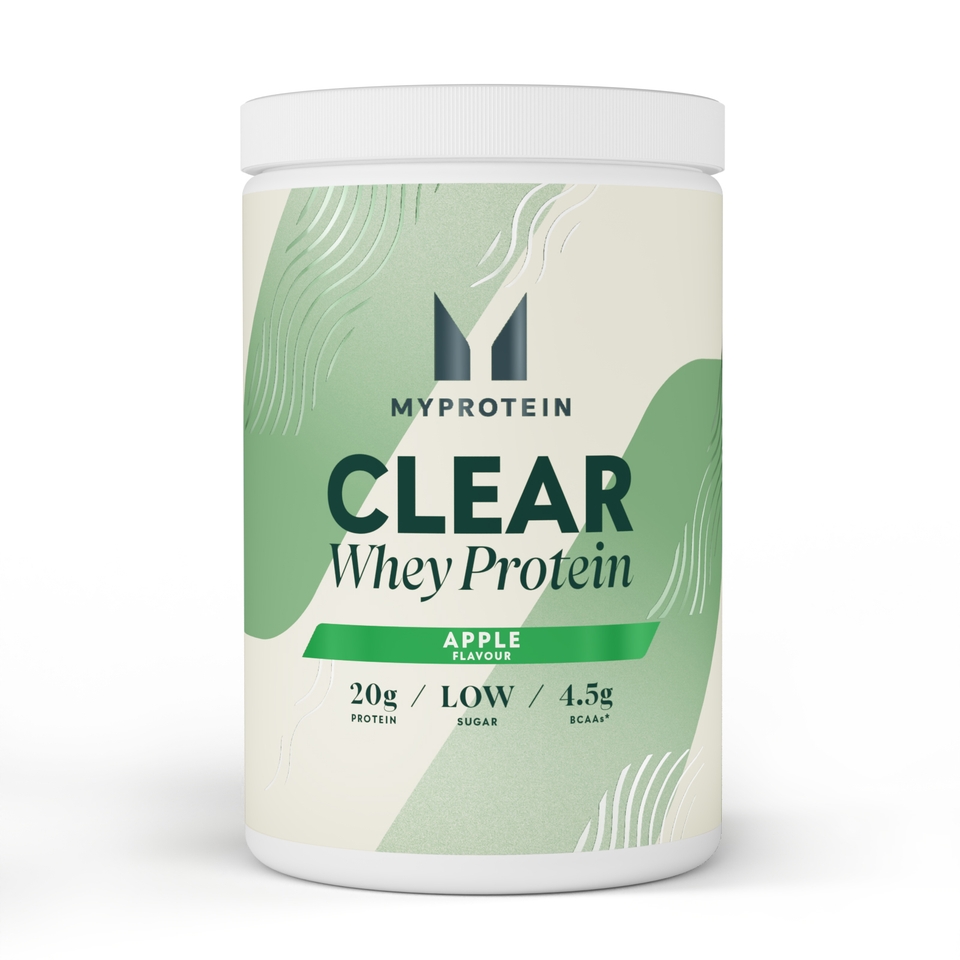 MYPROTEIN
CLEAR
Whey Protein
APPLE
FLAVOUR
20g / LOW / 4.5g
PROTEIN SUGAR BCAAs*